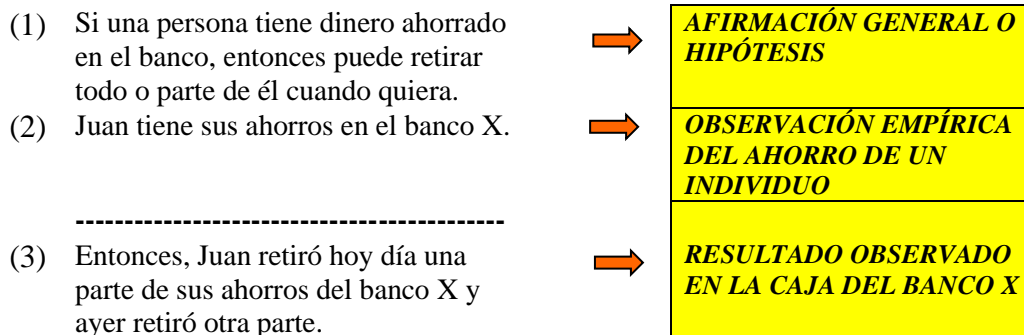 (1) Si una persona tiene dinero ahorrado
en el banco, entonces puede retirar
todo o parte de él cuando quiera.
AFIRMACIÓN GENERAL O
HIPÓTESIS
(2) Juan tiene sus ahorros en el banco X.
OBSERVACIÓN EMPÍRICA
DEL AHORRO DE UN
INDIVIDUO
--------------------------------------------
(3) Entonces, Juan retiró hoy día una
parte de sus ahorros del banco X y
ayer retiró otra parte.
RESULTADO OBSERVADO
EN LA CAJA DEL BANCO X